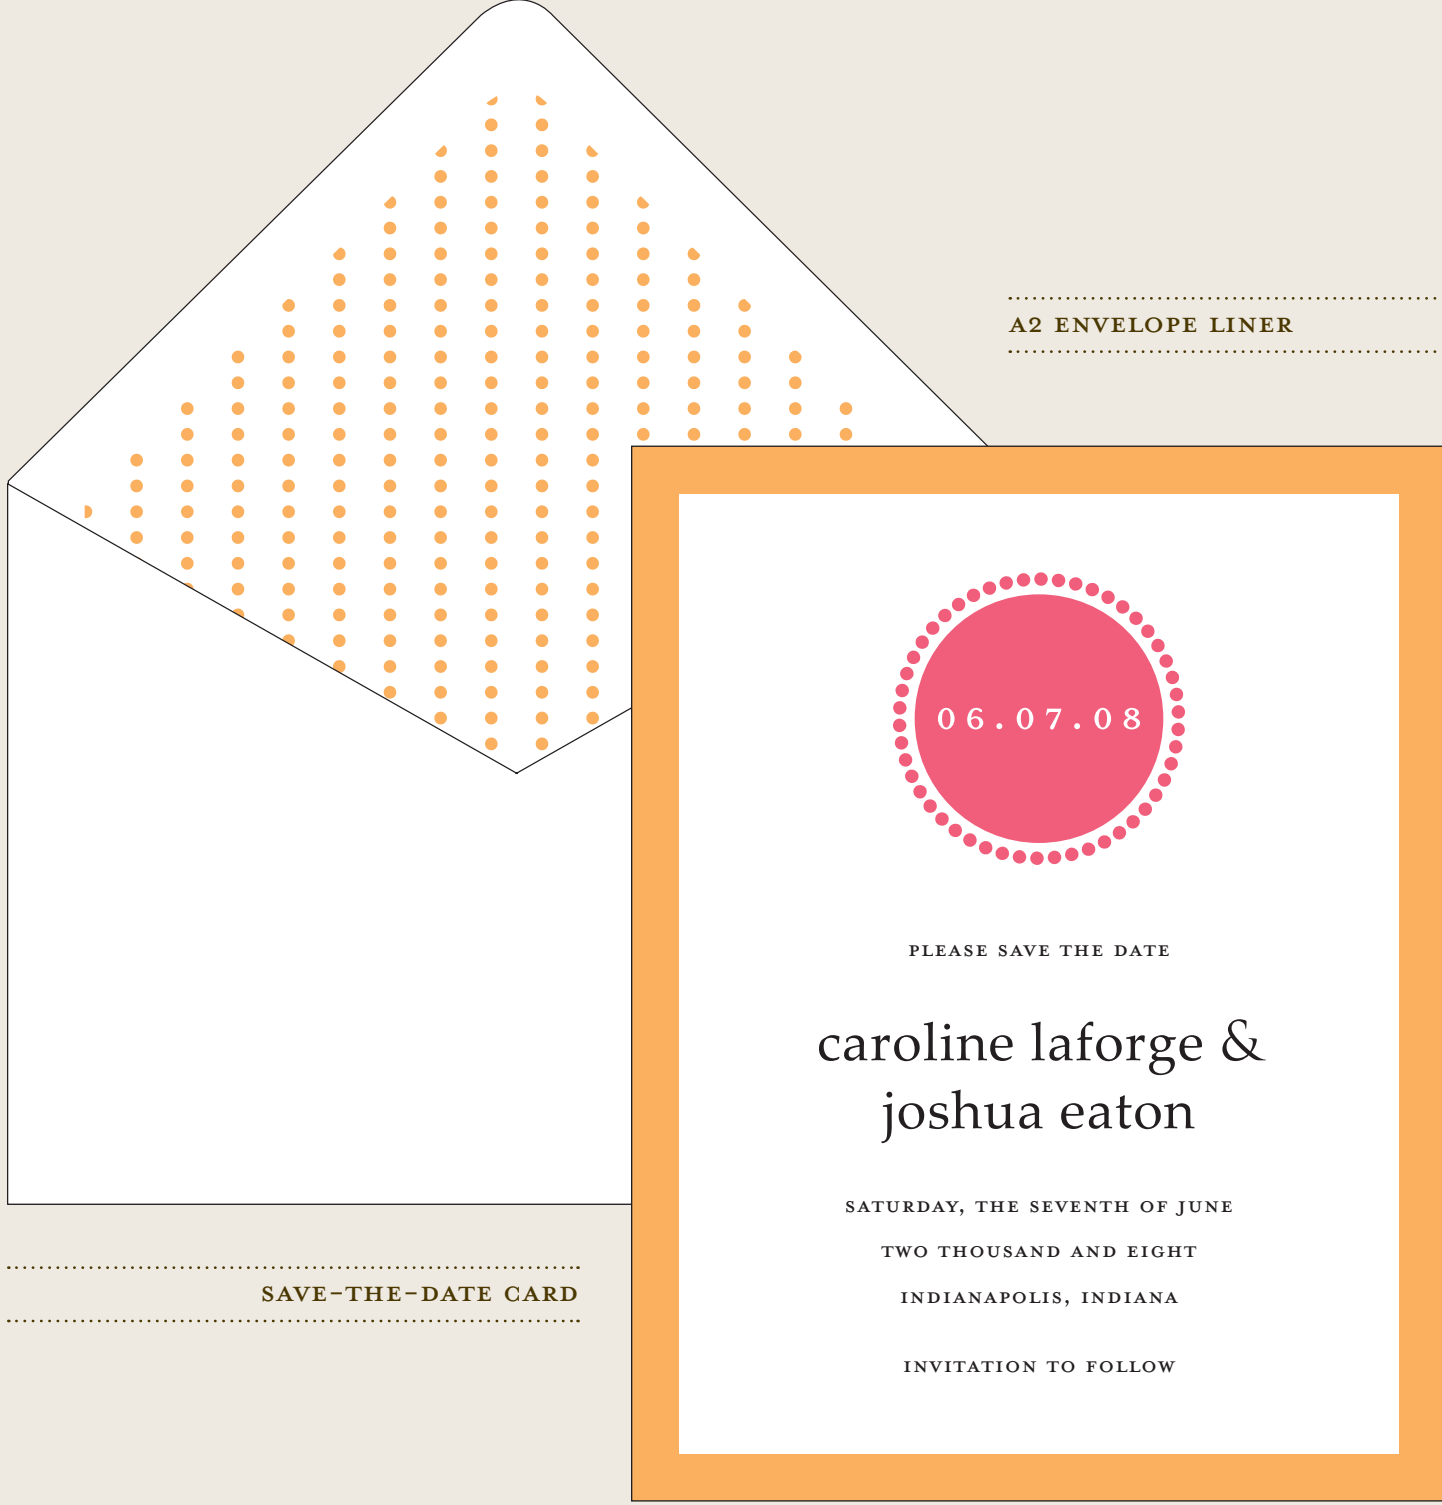 A2 ENVELOPE LINER
06.07.08
PLEASE SAVE THE DATE
caroline laforge &
joshua eaton
SATURDAY, THE SEVENTH OF JUNE
TWO THOUSAND AND EIGHT
INDIANAPOLIS, INDIANA
INVITATION TO FOLLOW
SAVE-THE-DATE CARD